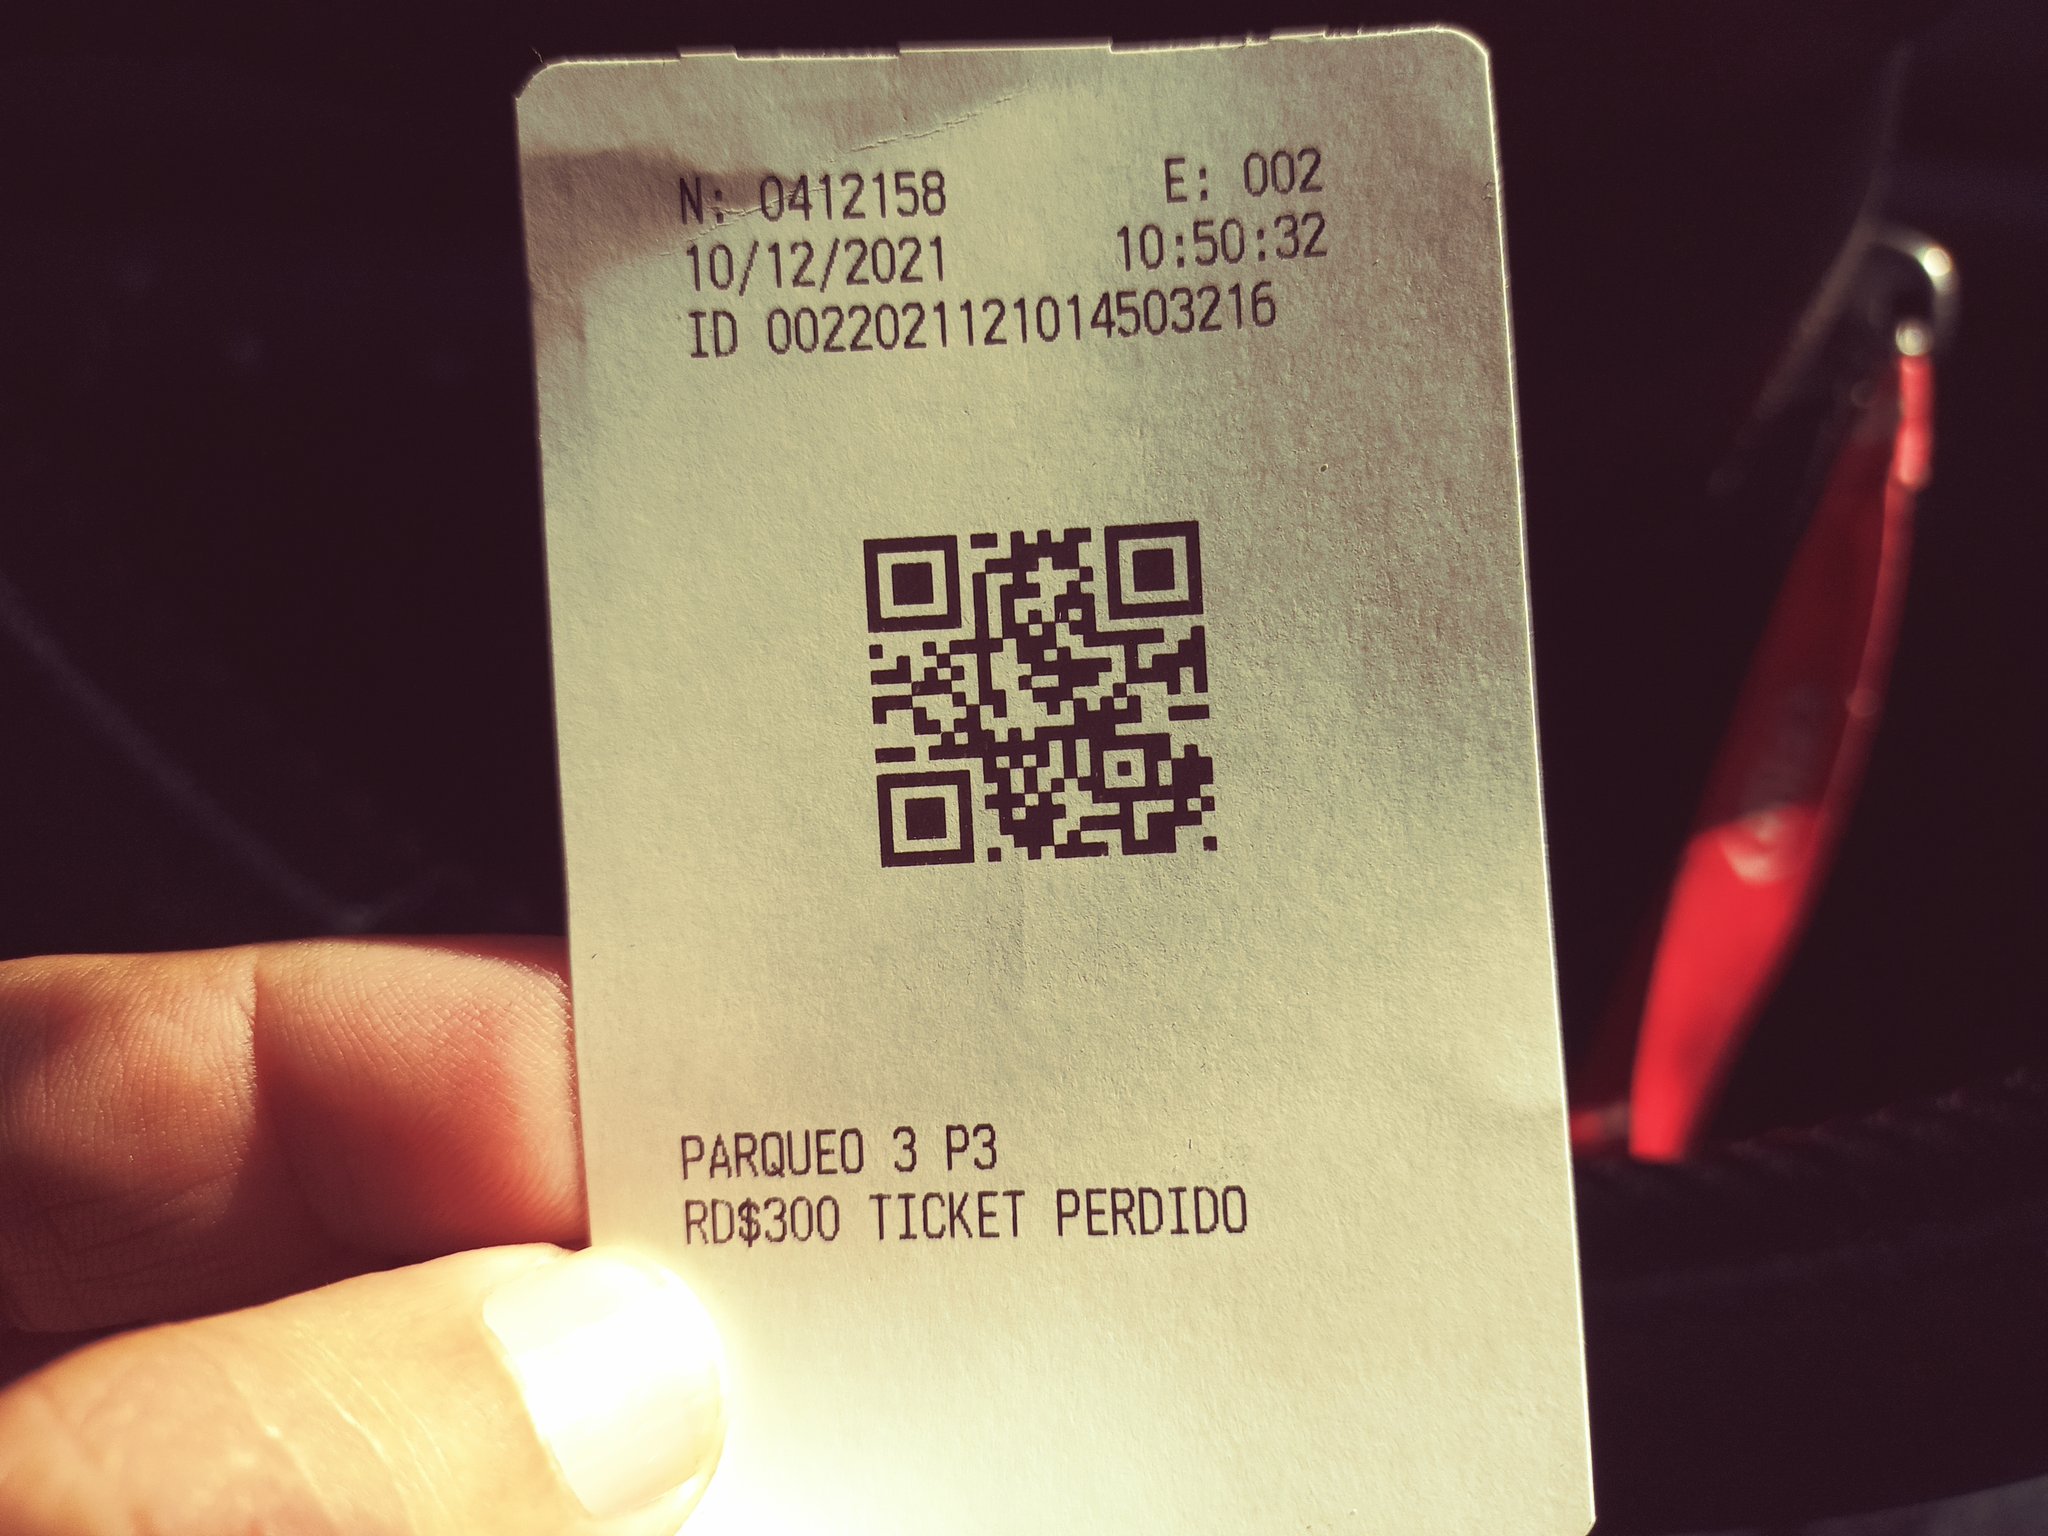 N: 0412158 E: 002
10/12/2021 10:50:32
ID 0022021121014503216
PARQUEO 3 P3
RD$300 TICKET PERDIDO